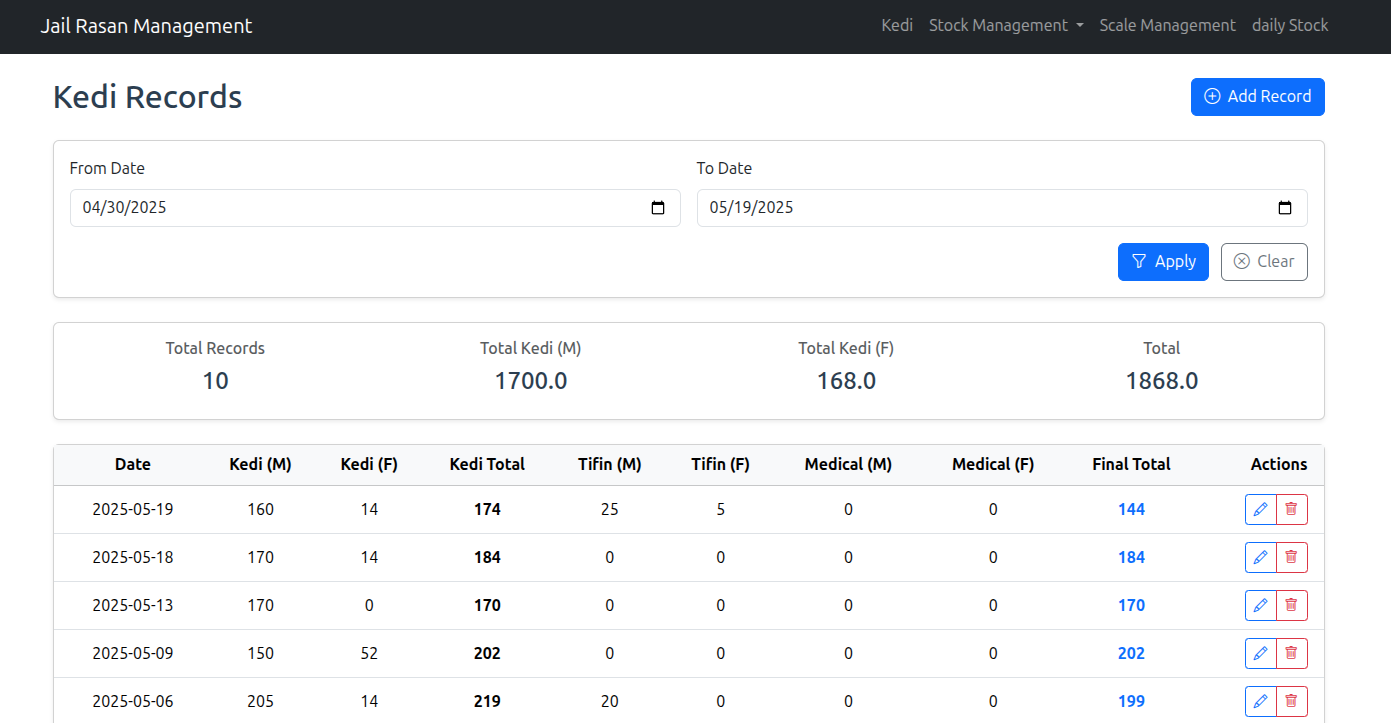 Jail Rasan Management Kedi Stock Management Scale Management daily Stock
Kedi Records Add Record
From Date To Date
04/30/2025 05/19/2025
Apply Clear
Total Records Total Kedi (M) Total Kedi (F) Total
10 1700.0 168.0 1868.0
Date Kedi (M) Kedi (F) Kedi Total Tifin (M) Tifin (F) Medical (M) Medical (F) Final Total Actions
2025-05-19 160 14 174 25 5 0 0 144
2025-05-18 170 14 184 0 0 0 0 184
2025-05-13 170 0 170 0 0 0 0 170
2025-05-09 150 52 202 0 0 0 0 202
2025-05-06 205 14 219 20 0 0 0 199